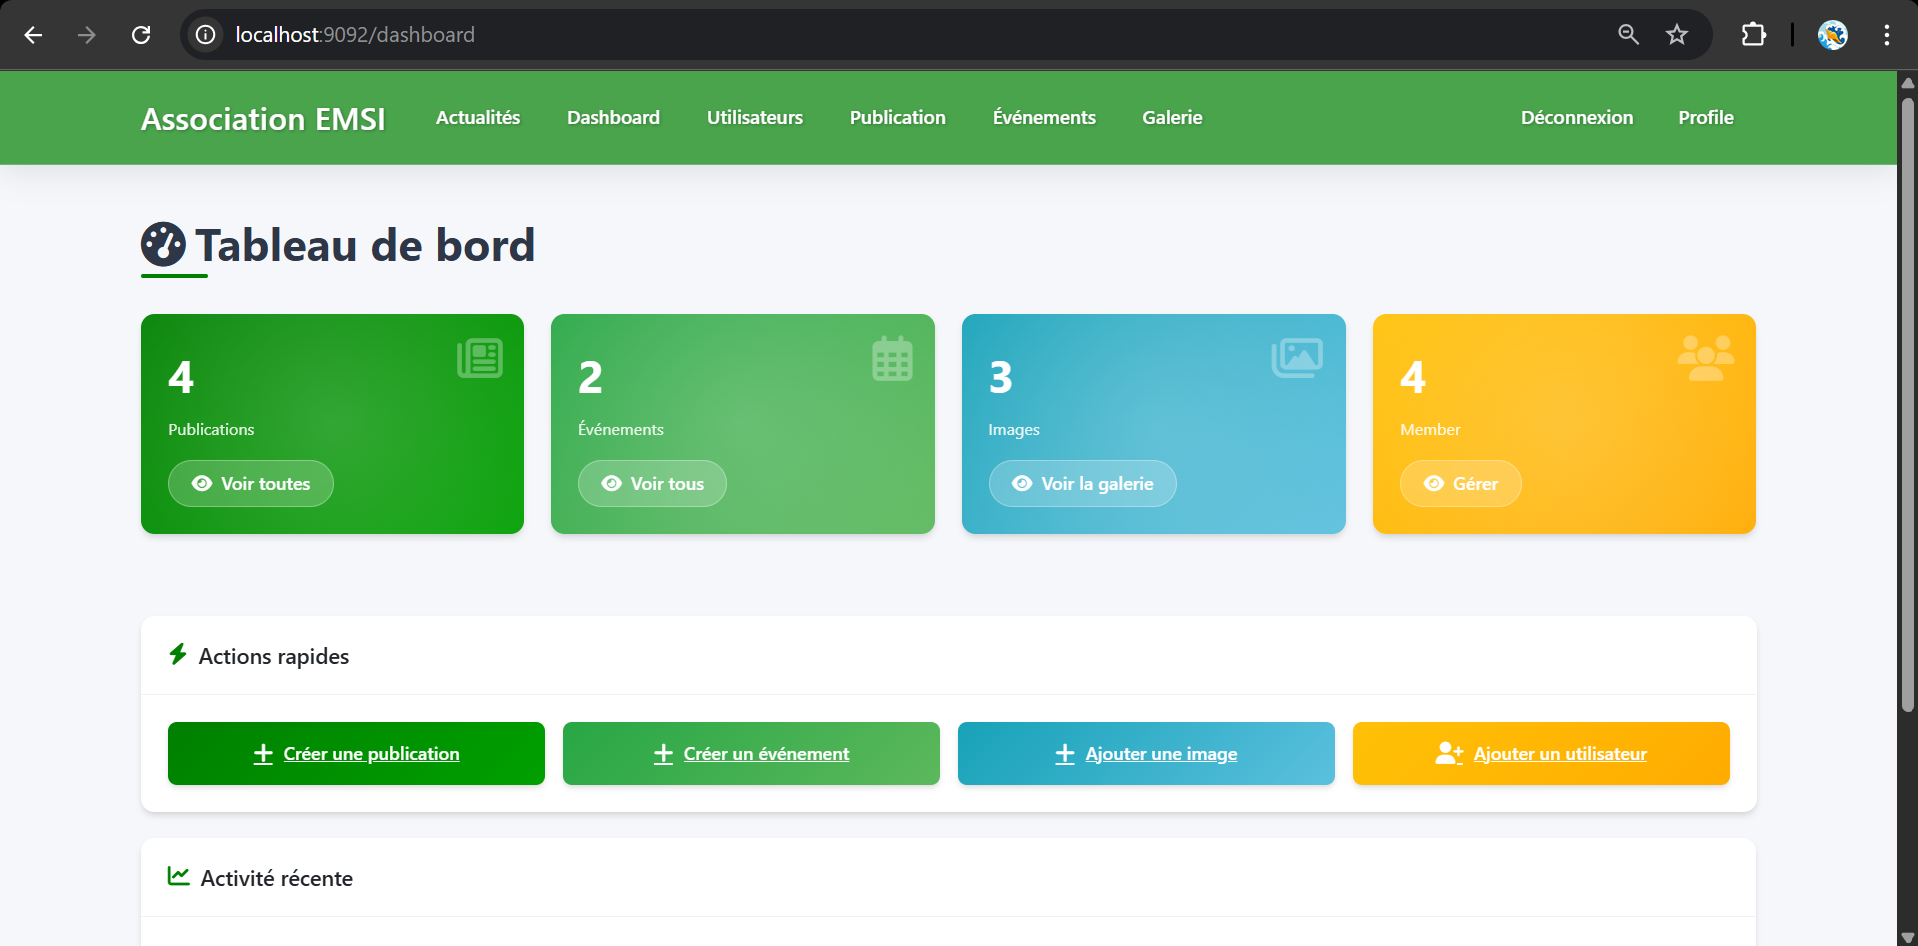 localhost:9092/dashboard
Association EMSI Actualités Dashboard Utilisateurs Publication Événements Galerie Déconnexion Profile
Tableau de bord
4 2 3 4
Publications Événements Images Member
Voir toutes Voir tous Voir la galerie Gérer
Actions rapides
Créer une publication Créer un événement Ajouter une image Ajouter un utilisateur
Activité récente